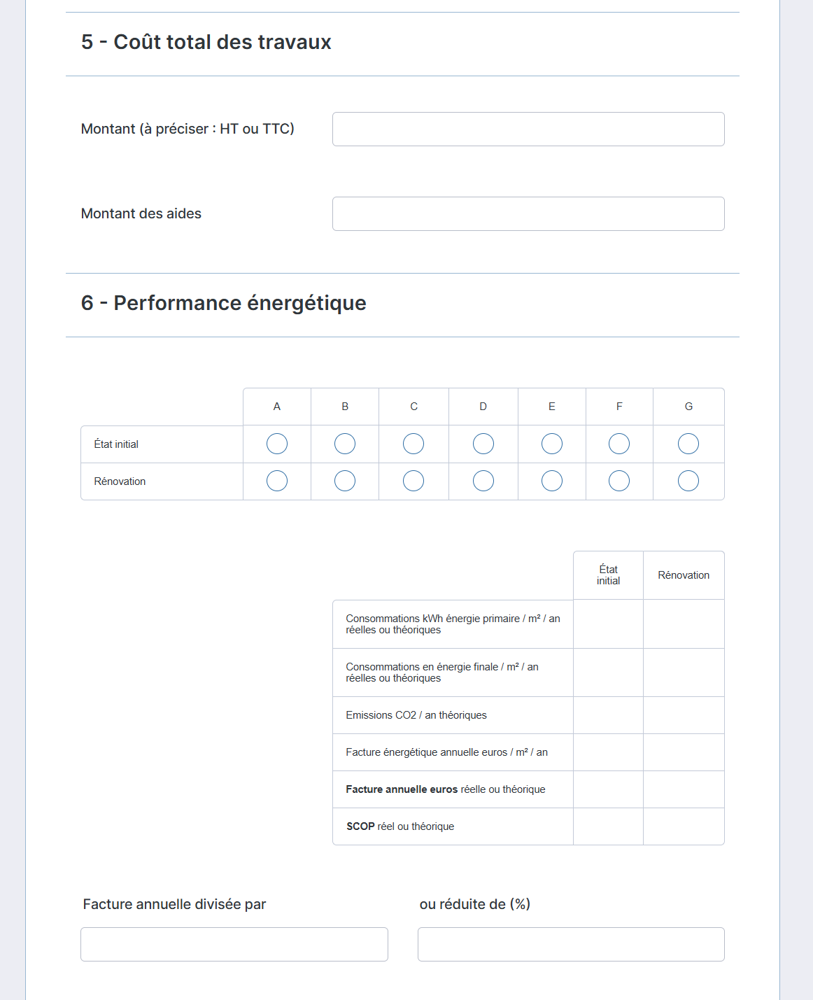 5 - Coût total des travaux
Montant (à préciser : HT ou TTC)
Montant des aides
6 - Performance énergétique
A B C D E F G
État initial
Rénovation
État
initial
Rénovation
Consommations kWh énergie primaire / m² / an
réelles ou théoriques
Consommations en énergie finale / m² / an
réelles ou théoriques
Emissions CO2 / an théoriques
Facture énergétique annuelle euros / m² / an
Facture annuelle euros réelle ou théorique
SCOP réel ou théorique
Facture annuelle divisée par
ou réduite de (%)